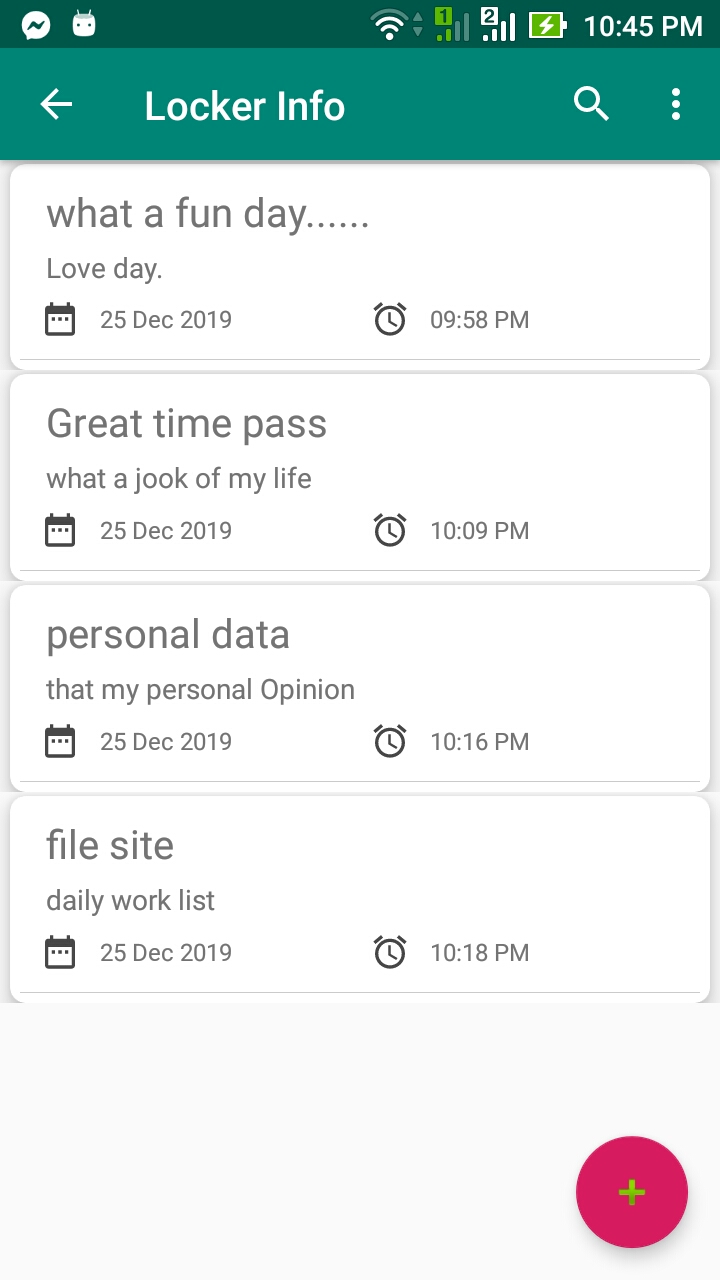 1 2 10:45 PM
Locker Info
what a fun day......
Love day.
25 Dec 2019 09:58 PM
Great time pass
what a jook of my life
25 Dec 2019 10:09 PM
personal data
that my personal Opinion
25 Dec 2019 10:16 PM
file site
daily work list
25 Dec 2019 10:18 PM
+